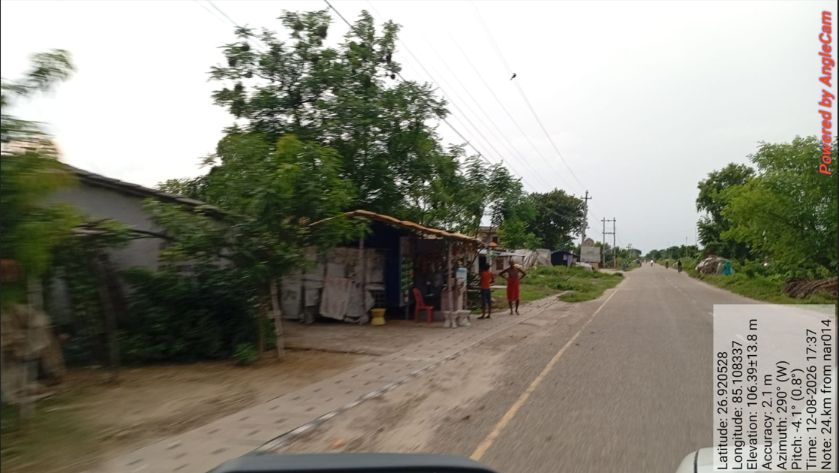 Powered by AngleCam
Latitude: 26.920528
Longitude: 85.108337
Elevation: 106.39±13.8 m
Accuracy: 2.1 m
Azimuth: 290° (W)
Pitch: -4.1° (0.8°)
Time: 12-08-2026 17:37
Note: 24.km from nar014